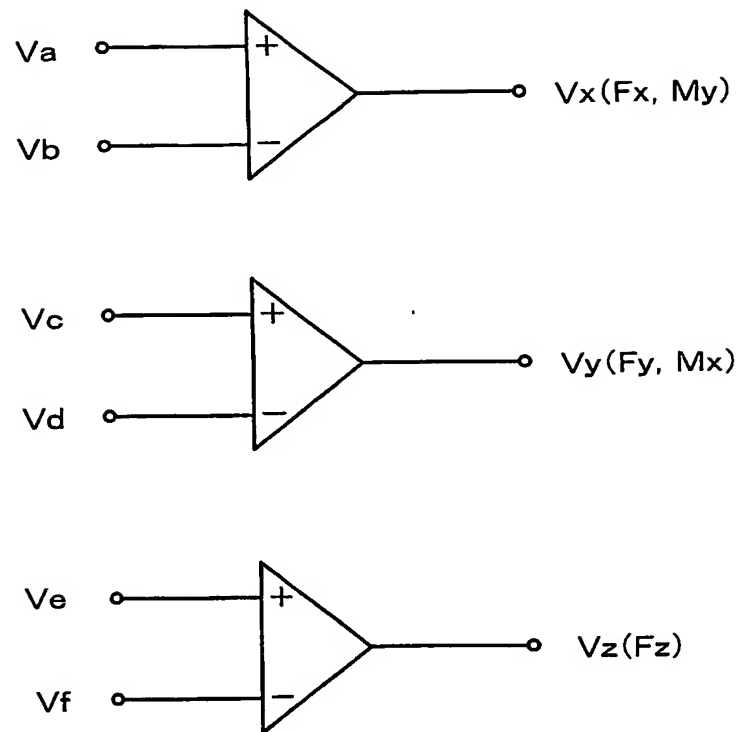 Va
+
Vx(Fx, My)
Vb
−
Vc
+
Vy(Fy, Mx)
Vd
−
Ve
+
Vz(Fz)
Vf
−